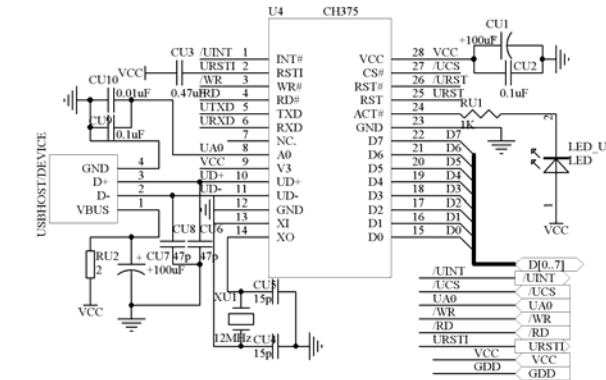 U4 CH375
CU1
+100uF
CU2
0.1uF
CU3
0.47uF
VCC
CU10
0.01uF
CU9
0.1uF
/UINT 1 INT#
URSTI 2 RSTI
/WR 3 WR#
/RD 4 RD#
UTXD 5 TXD
URXD 6 RXD
7 NC.
UA0 8 A0
VCC 9 V3
UD+ 10 UD+
UD- 11 UD-
12 GND
13 XI
14 XO
VCC 28 VCC
CS# 27 /UCS
RST# 26 /URST
RST 25 URST
ACT# 24
GND 23
D7 22 D7
D6 21 D6
D5 20 D5
D4 19 D4
D3 18 D3
D2 17 D2
D1 16 D1
D0 15 D0
RU1
1K
2
LED_U
LED
1
VCC
USBHOST/DEVICE
GND 4
D+ 3
D- 2
VBUS 1
CU8
47p
CU6
47p
RU2
2
CU7
+100uF
VCC
CU5
15p
XU1
12MHz
CU4
15p
D[0..7]
/UINT /UINT
/UCS /UCS
UA0 UA0
/WR /WR
/RD /RD
URSTI URSTI
VCC VCC
GDD GDD